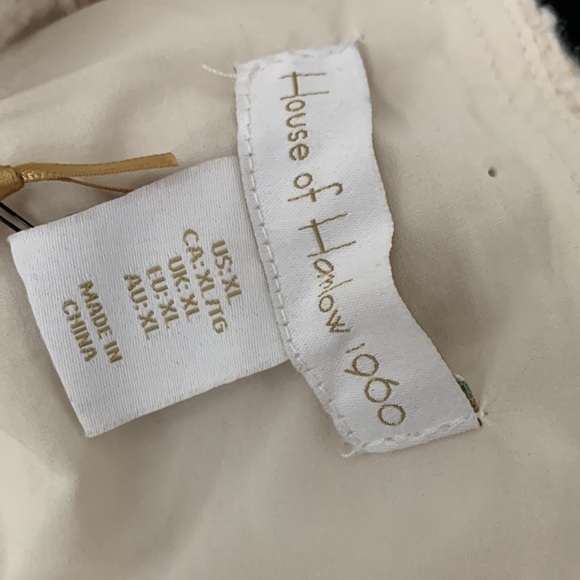 House of Harlow 1960
US: XL
CA: XL/TG
UK: XL
EU: XL
AU: XL
MADE IN
CHINA